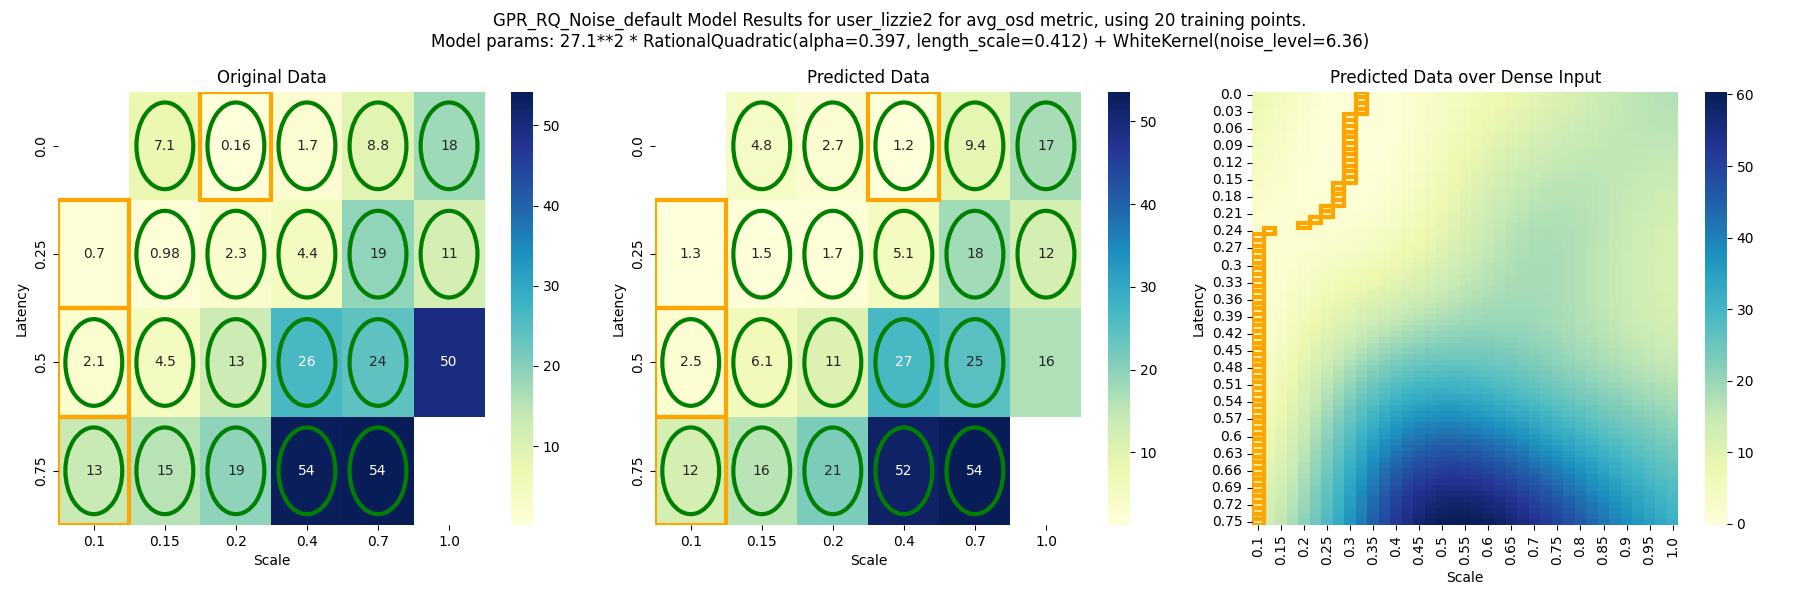 GPR_RQ_Noise_default Model Results for user_lizzie2 for avg_osd metric, using 20 training points.
Model params: 27.1**2 * RationalQuadratic(alpha=0.397, length_scale=0.412) + WhiteKernel(noise_level=6.36)
Original Data
Latency
0.0 7.1 0.16 1.7 8.8 18
0.25 0.7 0.98 2.3 4.4 19 11
0.5 2.1 4.5 13 26 24 50
0.75 13 15 19 54 54
0.1 0.15 0.2 0.4 0.7 1.0
Scale
50
40
30
20
10
Predicted Data
Latency
0.0 4.8 2.7 1.2 9.4 17
0.25 1.3 1.5 1.7 5.1 18 12
0.5 2.5 6.1 11 27 25 16
0.75 12 16 21 52 54
0.1 0.15 0.2 0.4 0.7 1.0
Scale
50
40
30
20
10
Predicted Data over Dense Input
Latency
0.0
0.03
0.06
0.09
0.12
0.15
0.18
0.21
0.24
0.27
0.3
0.33
0.36
0.39
0.42
0.45
0.48
0.51
0.54
0.57
0.6
0.63
0.66
0.69
0.72
0.75
0.1 0.15 0.2 0.25 0.3 0.35 0.4 0.45 0.5 0.55 0.6 0.65 0.7 0.75 0.8 0.85 0.9 0.95 1.0
Scale
60
50
40
30
20
10
0